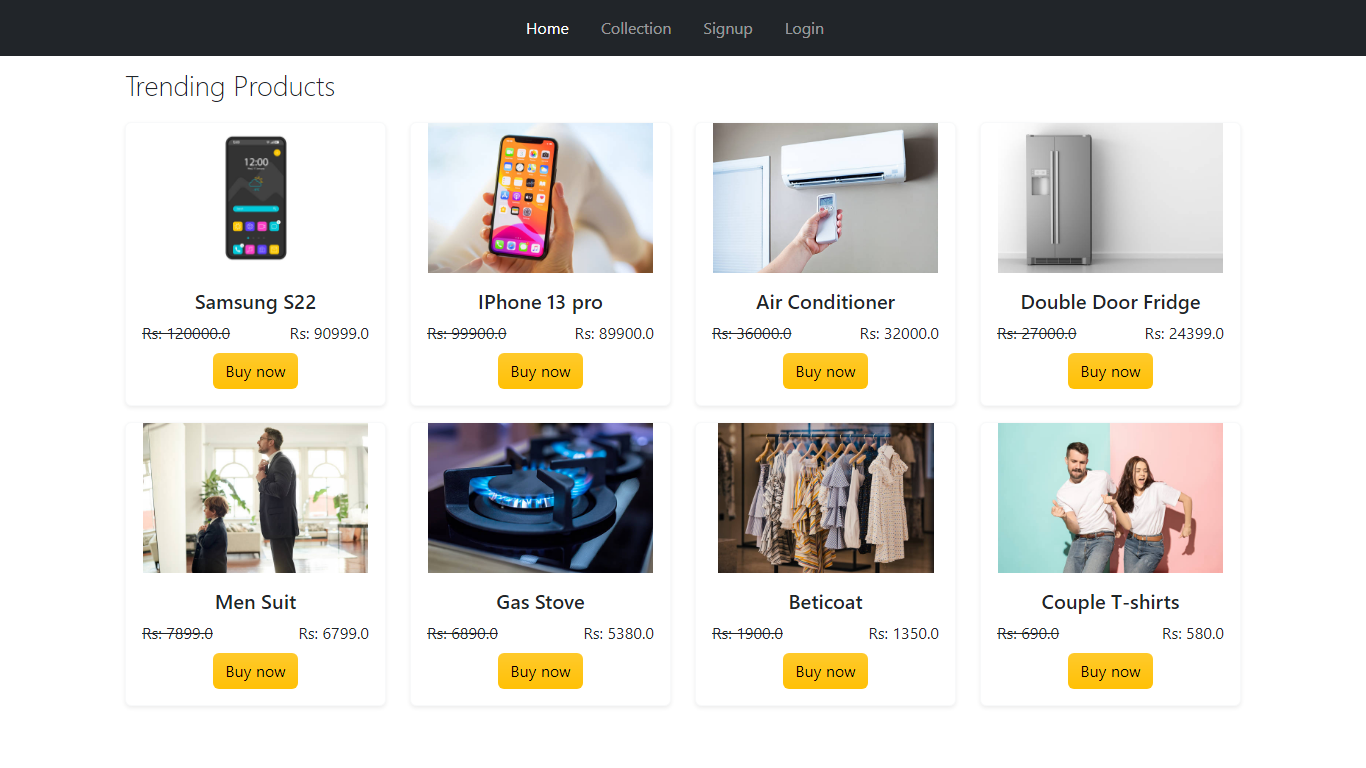 Home Collection Signup Login
Trending Products
12:00
Samsung S22
Rs: 120000.0 Rs: 90999.0
Buy now
IPhone 13 pro
Rs: 99900.0 Rs: 89900.0
Buy now
Air Conditioner
Rs: 36000.0 Rs: 32000.0
Buy now
Double Door Fridge
Rs: 27000.0 Rs: 24399.0
Buy now
Men Suit
Rs: 7899.0 Rs: 6799.0
Buy now
Gas Stove
Rs: 6890.0 Rs: 5380.0
Buy now
Beticoat
Rs: 1900.0 Rs: 1350.0
Buy now
Couple T-shirts
Rs: 690.0 Rs: 580.0
Buy now